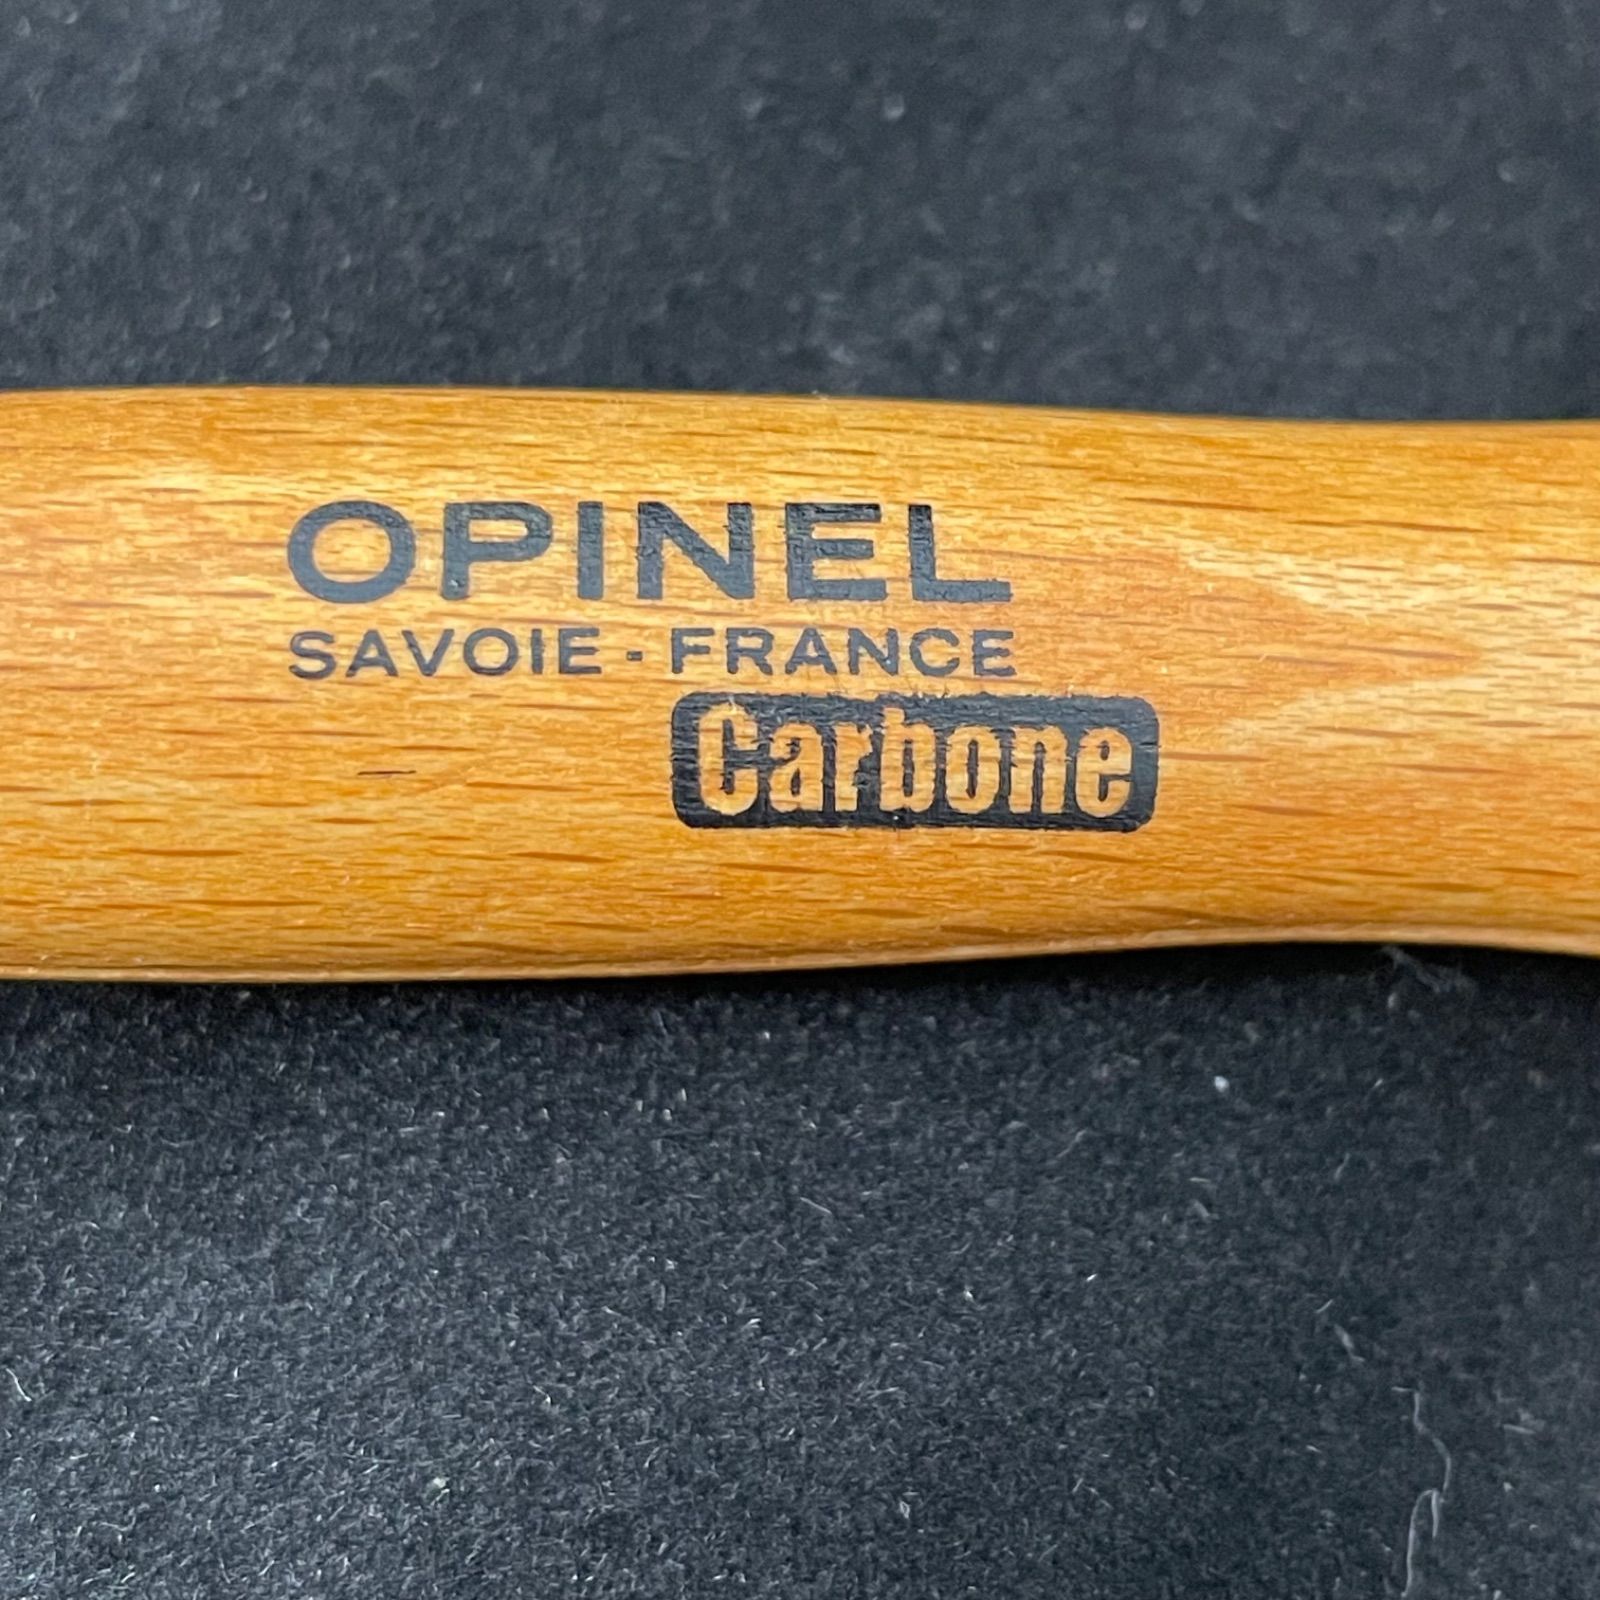 OPINEL
SAVOIE - FRANCE
Carbone